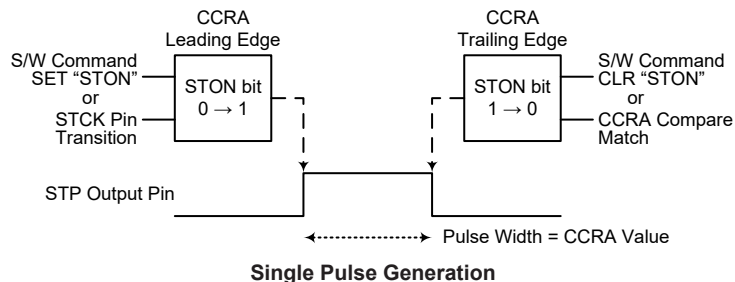 CCRA
Leading Edge
S/W Command
SET “STON”
or
STCK Pin
Transition
STON bit
0 → 1
CCRA
Trailing Edge
STON bit
1 → 0
S/W Command
CLR “STON”
or
CCRA Compare
Match
STP Output Pin
Pulse Width = CCRA Value
Single Pulse Generation